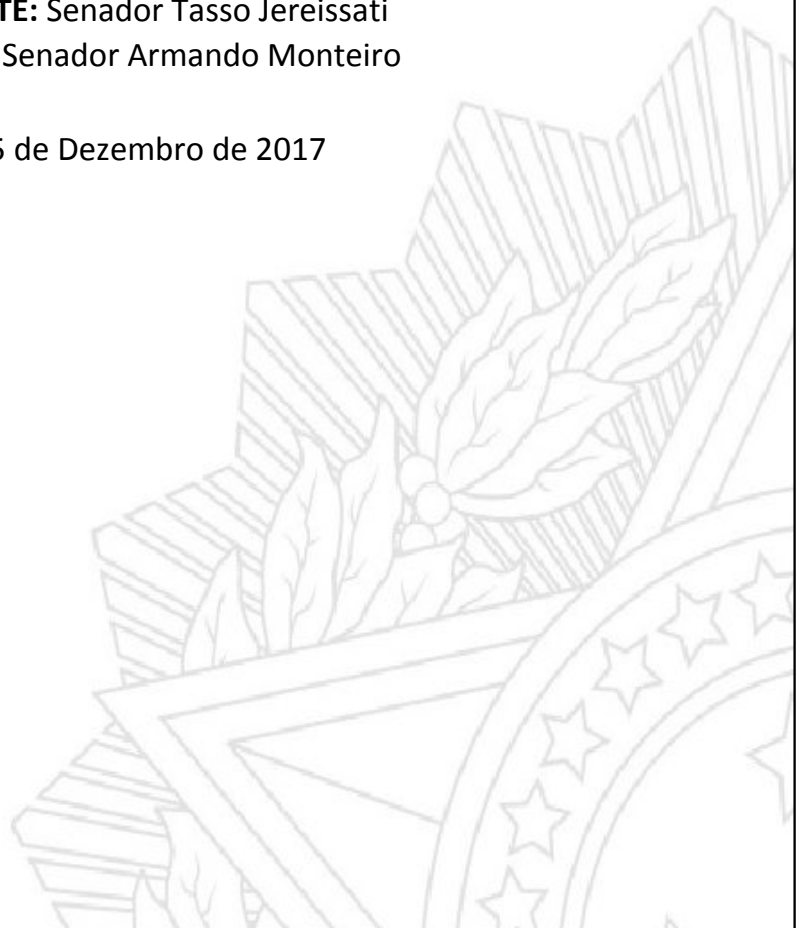 TE: Senador Tasso Jereissati
Senador Armando Monteiro
de Dezembro de 2017